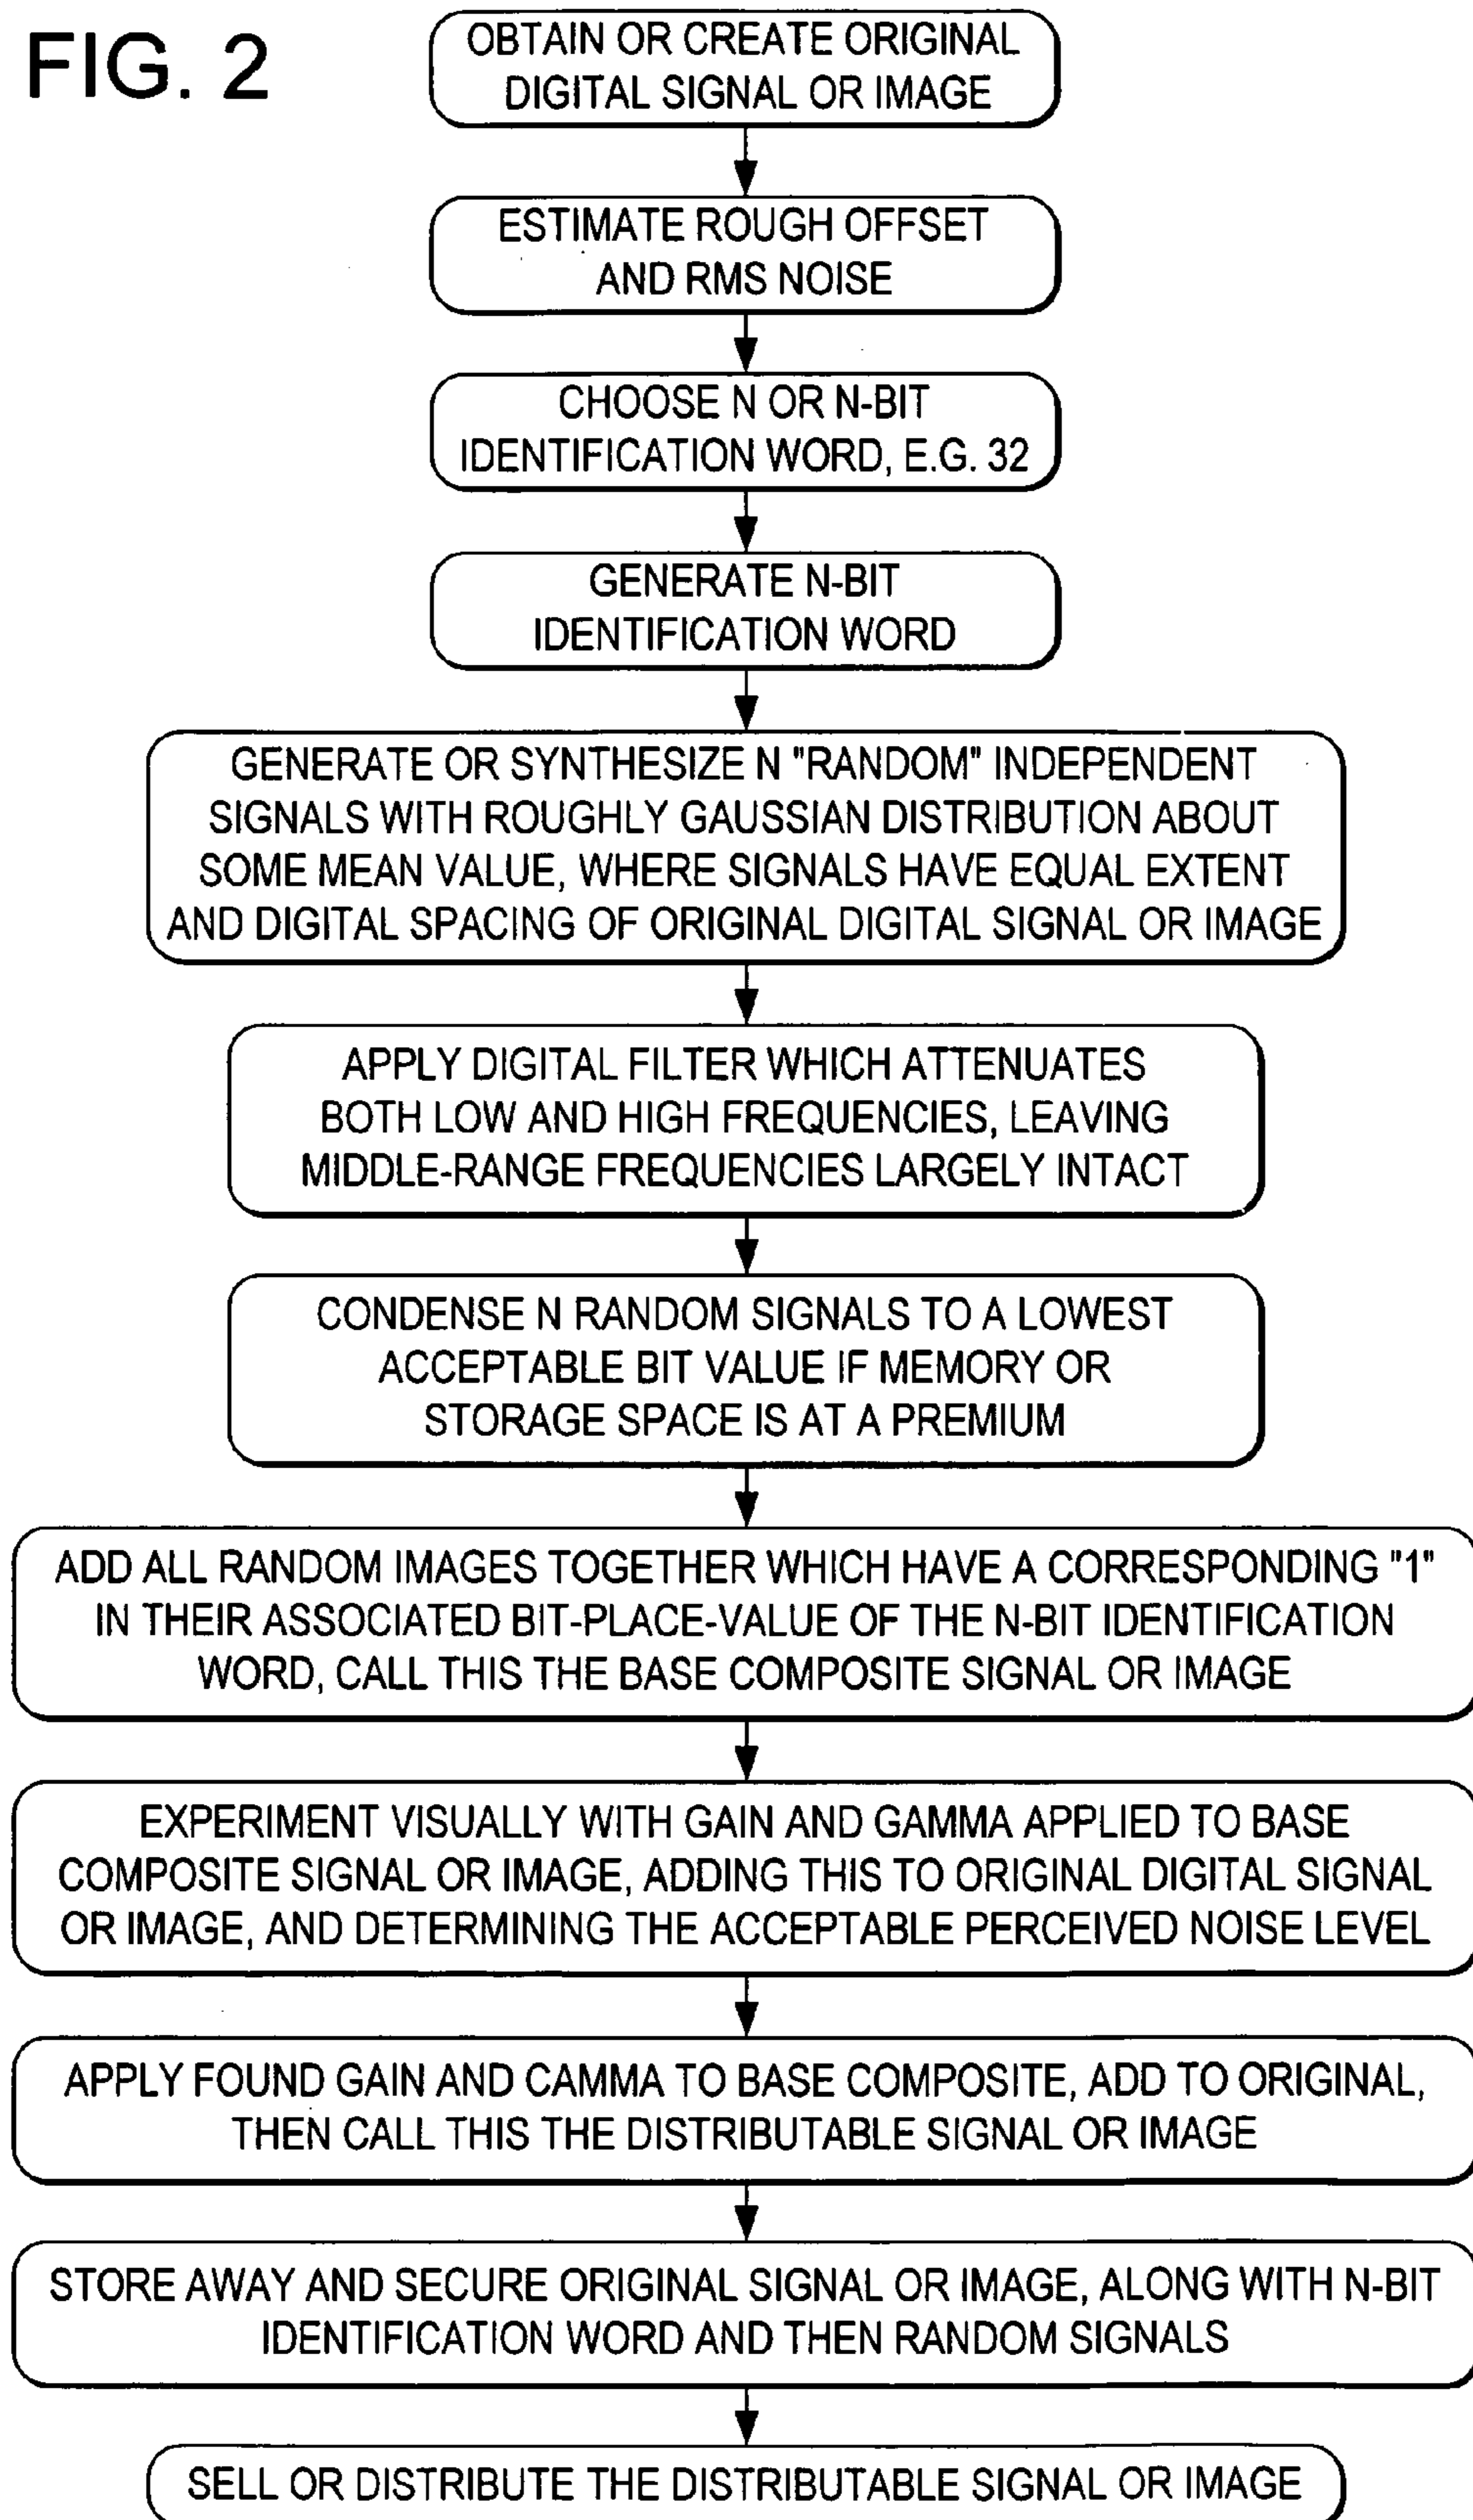 FIG. 2
OBTAIN OR CREATE ORIGINAL
DIGITAL SIGNAL OR IMAGE
ESTIMATE ROUGH OFFSET
AND RMS NOISE
CHOOSE N OR N-BIT
IDENTIFICATION WORD, E.G. 32
GENERATE N-BIT
IDENTIFICATION WORD
GENERATE OR SYNTHESIZE N "RANDOM" INDEPENDENT
SIGNALS WITH ROUGHLY GAUSSIAN DISTRIBUTION ABOUT
SOME MEAN VALUE, WHERE SIGNALS HAVE EQUAL EXTENT
AND DIGITAL SPACING OF ORIGINAL DIGITAL SIGNAL OR IMAGE
APPLY DIGITAL FILTER WHICH ATTENUATES
BOTH LOW AND HIGH FREQUENCIES, LEAVING
MIDDLE-RANGE FREQUENCIES LARGELY INTACT
CONDENSE N RANDOM SIGNALS TO A LOWEST
ACCEPTABLE BIT VALUE IF MEMORY OR
STORAGE SPACE IS AT A PREMIUM
ADD ALL RANDOM IMAGES TOGETHER WHICH HAVE A CORRESPONDING "1"
IN THEIR ASSOCIATED BIT-PLACE-VALUE OF THE N-BIT IDENTIFICATION
WORD, CALL THIS THE BASE COMPOSITE SIGNAL OR IMAGE
EXPERIMENT VISUALLY WITH GAIN AND GAMMA APPLIED TO BASE
COMPOSITE SIGNAL OR IMAGE, ADDING THIS TO ORIGINAL DIGITAL SIGNAL
OR IMAGE, AND DETERMINING THE ACCEPTABLE PERCEIVED NOISE LEVEL
APPLY FOUND GAIN AND CAMMA TO BASE COMPOSITE, ADD TO ORIGINAL,
THEN CALL THIS THE DISTRIBUTABLE SIGNAL OR IMAGE
STORE AWAY AND SECURE ORIGINAL SIGNAL OR IMAGE, ALONG WITH N-BIT
IDENTIFICATION WORD AND THEN RANDOM SIGNALS
SELL OR DISTRIBUTE THE DISTRIBUTABLE SIGNAL OR IMAGE